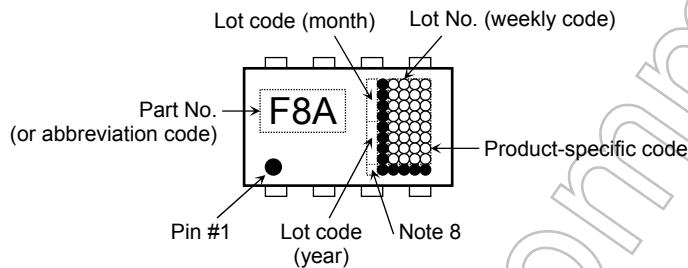 Lot code (month)
Lot No. (weekly code)
Part No.
(or abbreviation code)
F8A
Product-specific code
Pin #1
Lot code
(year)
Note 8